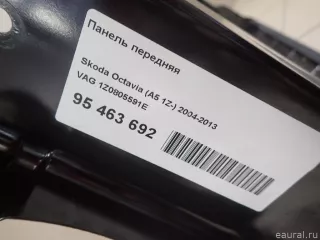 Панель передняя
Skoda Octavia (A5 1Z-) 2004-2013
VAG 1Z0805591E
95 463 692
eaural.ru